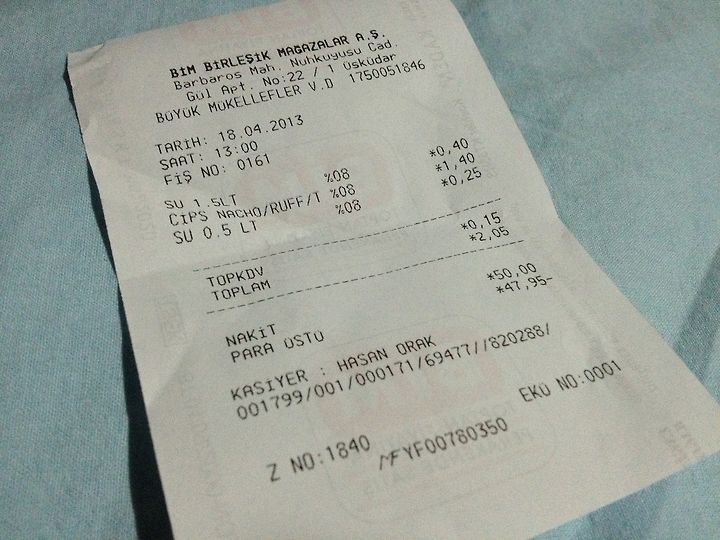 BİM BİRLEŞİK MAĞAZALAR A.Ş.
Barbaros Mah. Nuhkuyusu Cad.
Gül Apt. No:22 / 1 Üsküdar
BÜYÜK MÜKELLEFLER V.D 1750051846
TARİH: 18.04.2013
SAAT: 13:00
FİŞ NO: 0161
SU 1.5LT %08 *0,40
CİPS NACHO/RUFF/T %08 *1,40
SU 0.5 LT %08 *0,25
TOPKDV *0,15
TOPLAM *2,05
NAKİT *50,00
PARA ÜSTÜ *47,95-
KASİYER : HASAN ORAK
001799/001/000171/69477//820288/
Z NO:1840 EKÜ NO:0001
FYF00780350